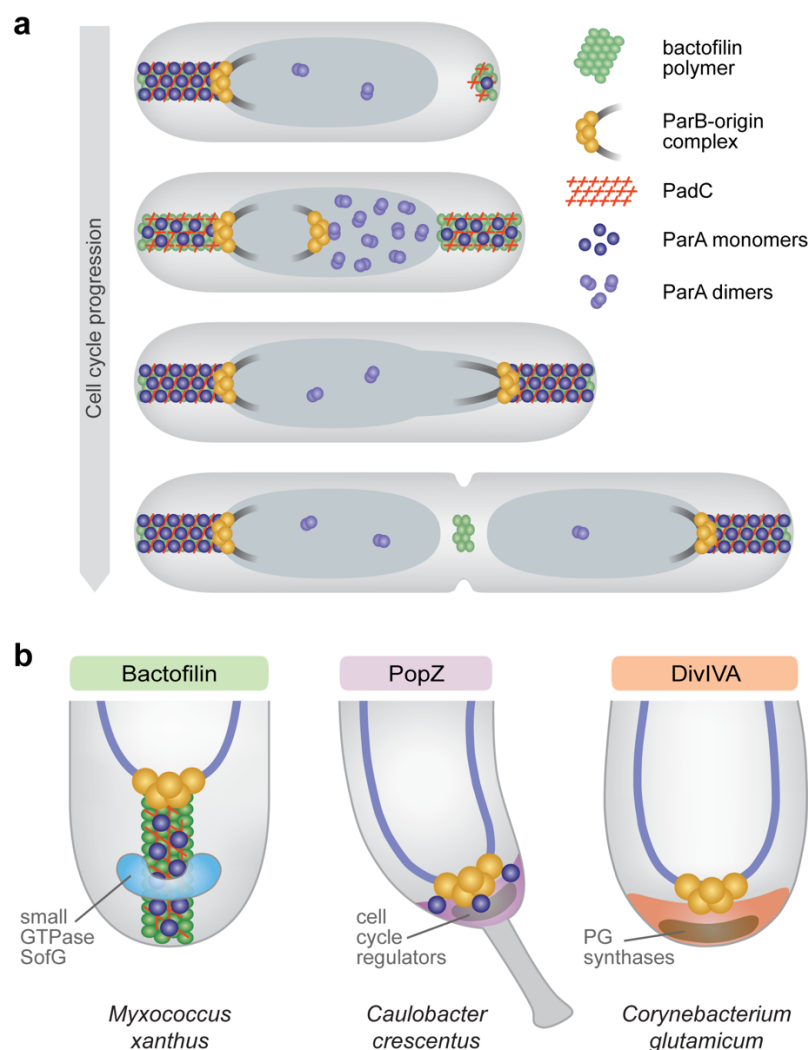 a
Cell cycle progression
bactofilin
polymer
ParB-origin
complex
PadC
ParA monomers
ParA dimers
b
Bactofilin
PopZ
DivIVA
small
GTPase
SofG
cell
cycle
regulators
PG
synthases
Myxococcus
xanthus
Caulobacter
crescentus
Corynebacterium
glutamicum